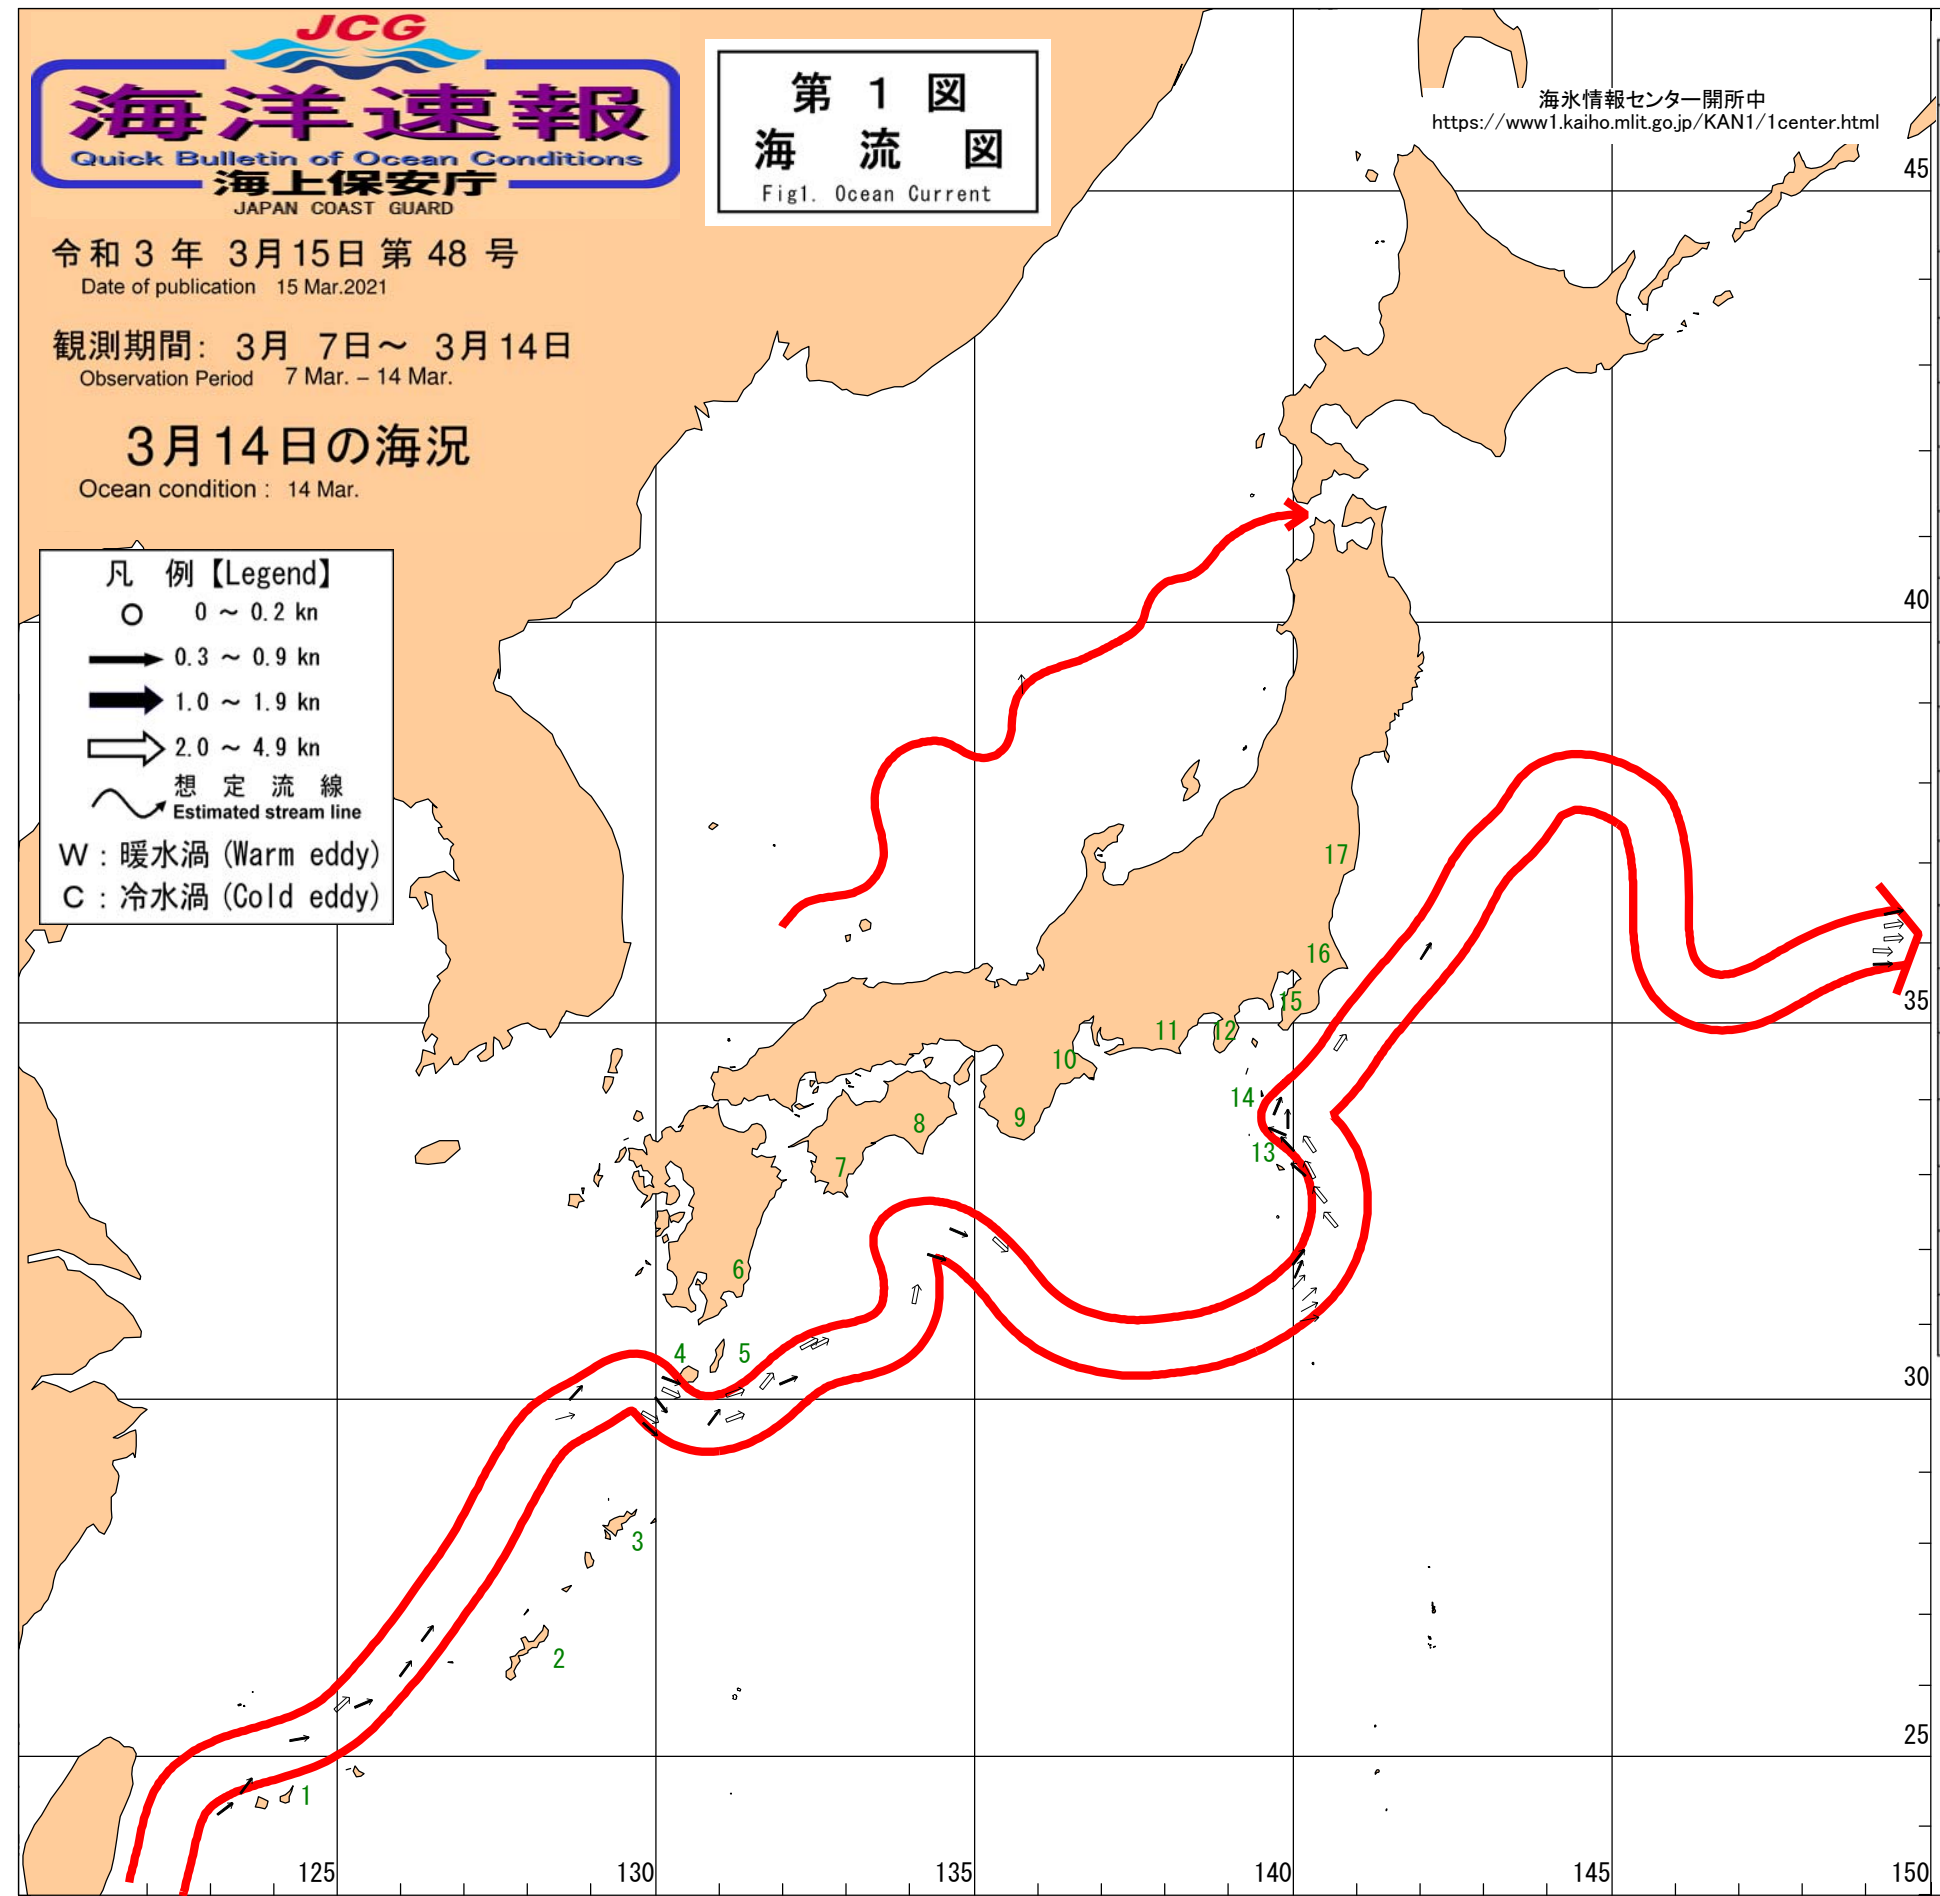 JCG
海洋速報
Quick Bulletin of Ocean Conditions
海上保安庁
JAPAN COAST GUARD
第 1 図
海 流 図
Fig1. Ocean Current
海氷情報センター開所中
https://www1.kaiho.mlit.go.jp/KAN1/1center.html
令和 3 年 3月15日 第 48 号
Date of publication 15 Mar.2021
観測期間: 3月 7日～ 3月14日
Observation Period 7 Mar. – 14 Mar.
3月14日の海況
Ocean condition : 14 Mar.
凡 例【Legend】
0 ～ 0.2 kn
0.3 ～ 0.9 kn
1.0 ～ 1.9 kn
2.0 ～ 4.9 kn
想 定 流 線
Estimated stream line
W : 暖水渦 (Warm eddy)
C : 冷水渦 (Cold eddy)
45
40
17
16
35
15
12
11
10
14
9
8
13
7
6
4
5
30
3
2
25
1
125
130
135
140
145
150